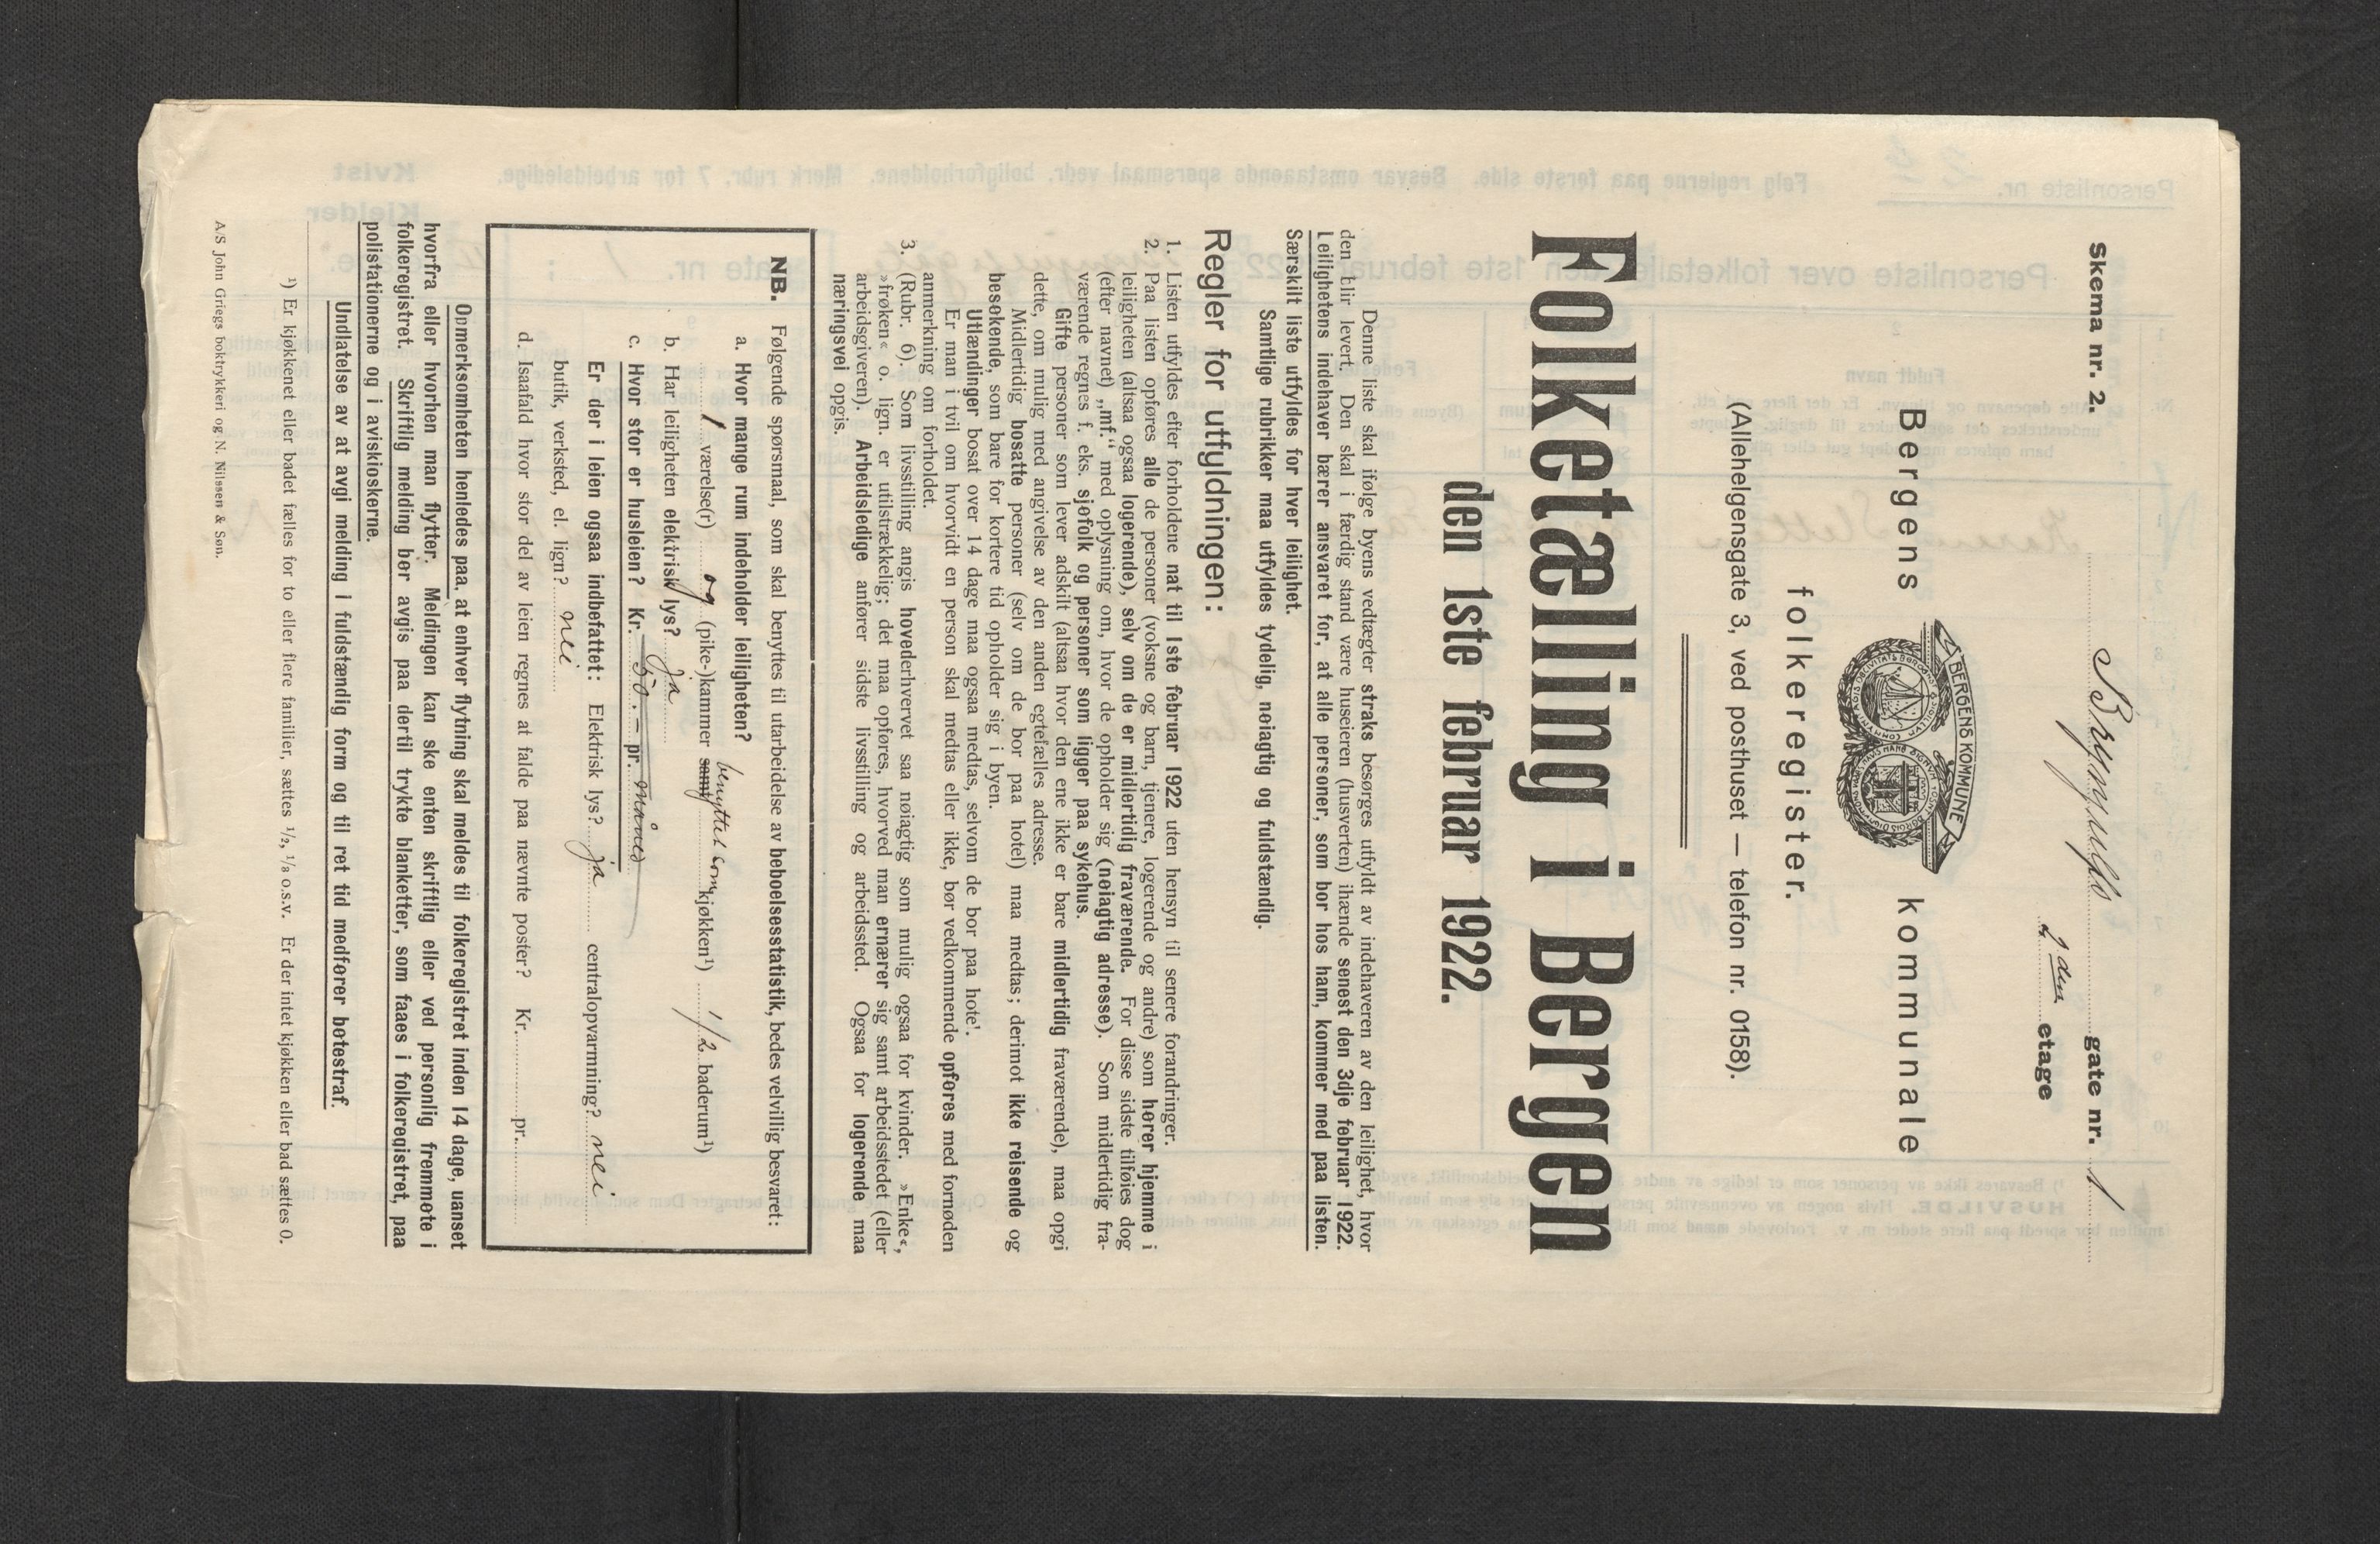 Skema nr. 2.
Brynjulfs gate nr. 1
2den etage
Bergens kommunale
BERGENS KOMMUNE
folkeregister.
(Allehelgensgate 3, ved posthuset — telefon nr. 0158).
Folketælling i Bergen
den 1ste februar 1922.
Denne liste skal ifølge byens vedtægter straks besørges utfyldt av indehaveren av den leilighet, hvor
den blir levert. Den skal i færdig stand være huseieren (husverten) ihænde senest den 3dje februar 1922.
Leilighetens indehaver bærer ansvaret for, at alle personer, som bor hos ham, kommer med paa listen.
Særskilt liste utfyldes for hver leilighet.
Samtlige rubrikker maa utfyldes tydelig, nøiagtig og fuldstændig.
Regler for utfyldningen:
1. Listen utfyldes efter forholdene nat til 1ste februar 1922 uten hensyn til senere forandringer.
2. Paa listen opføres alle de personer (voksne og barn, tjenere, logerende og andre) som hører hjemme i
leiligheten (altsaa ogsaa logerende), selv om de er midlertidig fraværende. For disse sidste tilføies dog
(efter navnet) „mf.“ med oplysning om, hvor de opholder sig (nøiagtig adresse). Som midlertidig fra-
værende regnes f. eks. sjøfolk og personer som ligger paa sykehus.
Gifte personer som lever adskilt (altsaa hvor den ene ikke er bare midlertidig fraværende), maa opgi
dette, om mulig med angivelse av den anden egtefælles adresse.
Midlertidig bosatte personer (selv om de bor paa hotel) maa medtas; derimot ikke reisende og
besøkende, som bare for kortere tid opholder sig i byen.
Utlændinger bosat over 14 dage maa ogsaa medtas, selvom de bor paa hotel.
Er man i tvil om hvorvidt en person skal medtas eller ikke, bør vedkommende opføres med fornøden
anmerkning om forholdet.
3. (Rubr. 6). Som livsstilling angis hovederhvervet saa nøiagtig som mulig ogsaa for kvinder. »Enke«,
»frøken« o. lign. er utilstrækkelig; det maa opføres, hvorved man ernærer sig samt arbeidsstedet (eller
arbeidsgiveren). Arbeidsledige anfører sidste livsstilling og arbeidssted. Ogsaa for logerende maa
næringsvei opgis.
NB. Følgende spørsmaal, som skal benyttes til utarbeidelse av beboelsesstatistik, bedes velvillig besvaret:
a. Hvor mange rum indeholder leiligheten?
1 værelse(r) og (pike-)kammer samt benyttet som kjøkken¹) 1/2 baderum¹)
b. Har leiligheten elektrisk lys? Ja
c. Hvor stor er husleien? Kr. 50.- pr. måned
Er der i leien ogsaa indbefattet: Elektrisk lys? ja centralopvarmning? nei
butik, verksted, el. lign? nei
d. Isaafald hvor stor del av leien regnes at falde paa nævnte poster? Kr. pr.
Opmerksomheten henledes paa, at enhver flytning skal meldes til folkeregistret inden 14 dage, uanset
hvorfra eller hvorhen man flytter. Meldingen kan ske enten skriftlig eller ved personlig fremmøte i
folkeregistret. Skriftlig melding bør avgis paa dertil trykte blanketter, som faaes i folkeregistret, paa
polistationerne og i aviskioskerne.
Undlatelse av at avgi melding i fuldstændig form og til ret tid medfører bøtestraf.
¹) Er kjøkkenet eller badet fælles for to eller flere familier, sættes ¹/₂, ¹/₃ o.s.v. Er der intet kjøkken eller bad sættes 0.
A/S John Griegs boktrykkeri og N. Nilssen & Søn.